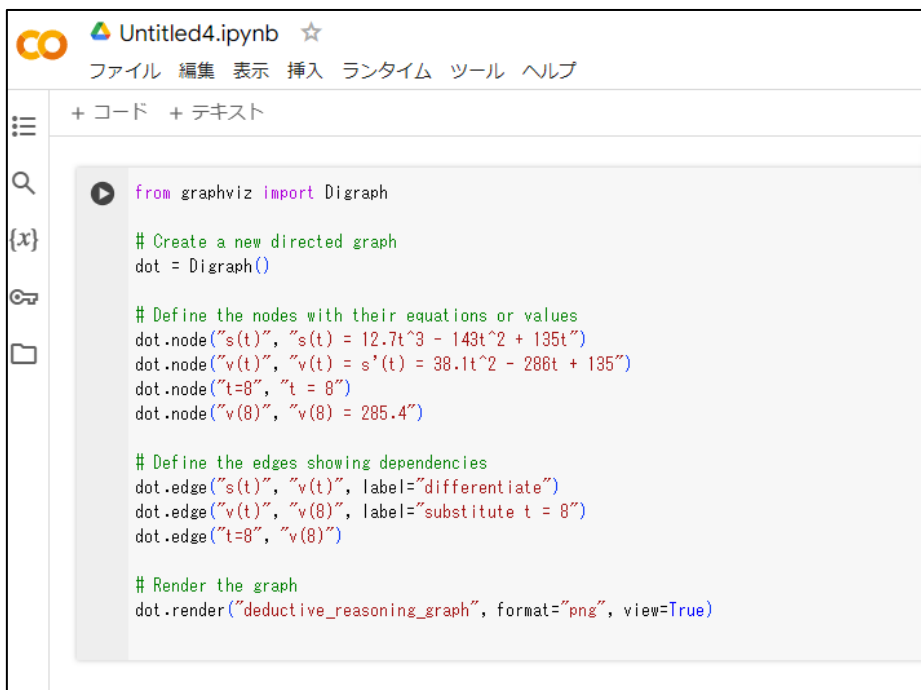 CO
Untitled4.ipynb
ファイル 編集 表示 挿入 ランタイム ツール ヘルプ
+ コード + テキスト
{x}
from graphviz import Digraph
# Create a new directed graph
dot = Digraph()
# Define the nodes with their equations or values
dot.node("s(t)", "s(t) = 12.7t^3 - 143t^2 + 135t")
dot.node("v(t)", "v(t) = s'(t) = 38.1t^2 - 286t + 135")
dot.node("t=8", "t = 8")
dot.node("v(8)", "v(8) = 285.4")
# Define the edges showing dependencies
dot.edge("s(t)", "v(t)", label="differentiate")
dot.edge("v(t)", "v(8)", label="substitute t = 8")
dot.edge("t=8", "v(8)")
# Render the graph
dot.render("deductive_reasoning_graph", format="png", view=True)